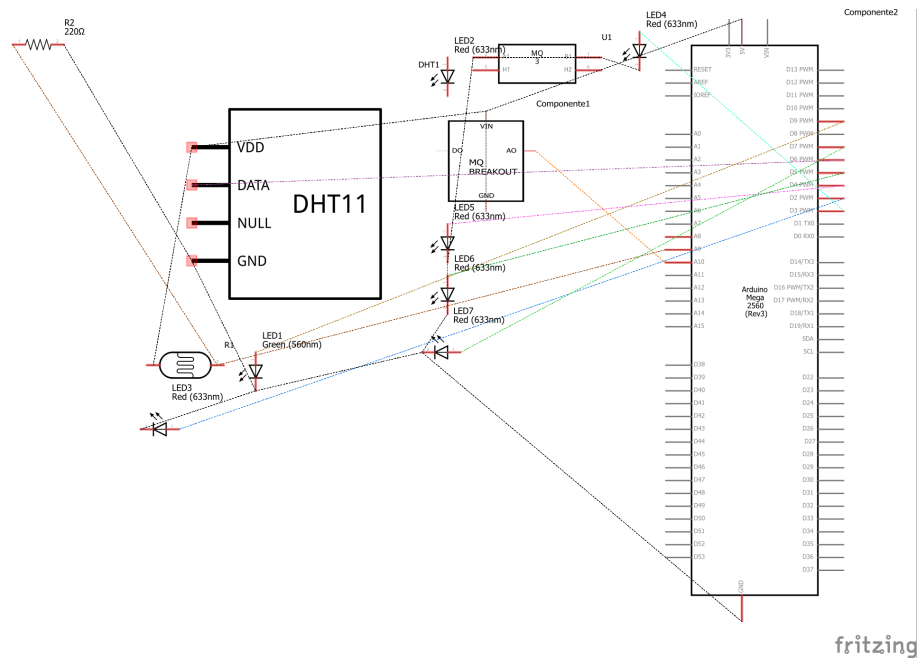 Componente2
R2
220Ω
LED4
Red (633nm)
U1
LED2
Red (633nm)
MQ
3
B1
H1
H2
DHT1
Componente1
VIN
DO
AO
MQ
BREAKOUT
GND
VDD
DATA
NULL
GND
DHT11
LED5
Red (633nm)
LED6
Red (633nm)
LED7
Red (633nm)
R1
LED1
Green (560nm)
LED3
Red (633nm)
3V3
5V
VIN
RESET
AREF
IOREF
A0
A1
A2
A3
A4
A5
A6
A7
A8
A9
A10
A11
A12
A13
A14
A15
D38
D39
D40
D41
D42
D43
D44
D45
D46
D47
D48
D49
D50
D51
D52
D53
D13 PWM
D12 PWM
D11 PWM
D10 PWM
D9 PWM
D8 PWM
D7 PWM
D6 PWM
D5 PWM
D4 PWM
D2 PWM
D3 PWM
D1 TX0
D0 RX0
D14/TX3
D15/RX3
D16 PWM/TX2
D17 PWM/RX2
D18/TX1
D19/RX1
SDA
SCL
D22
D23
D24
D25
D26
D27
D28
D29
D30
D31
D32
D33
D34
D35
D36
D37
Arduino
Mega
2560
(Rev3)
GND
fritzing